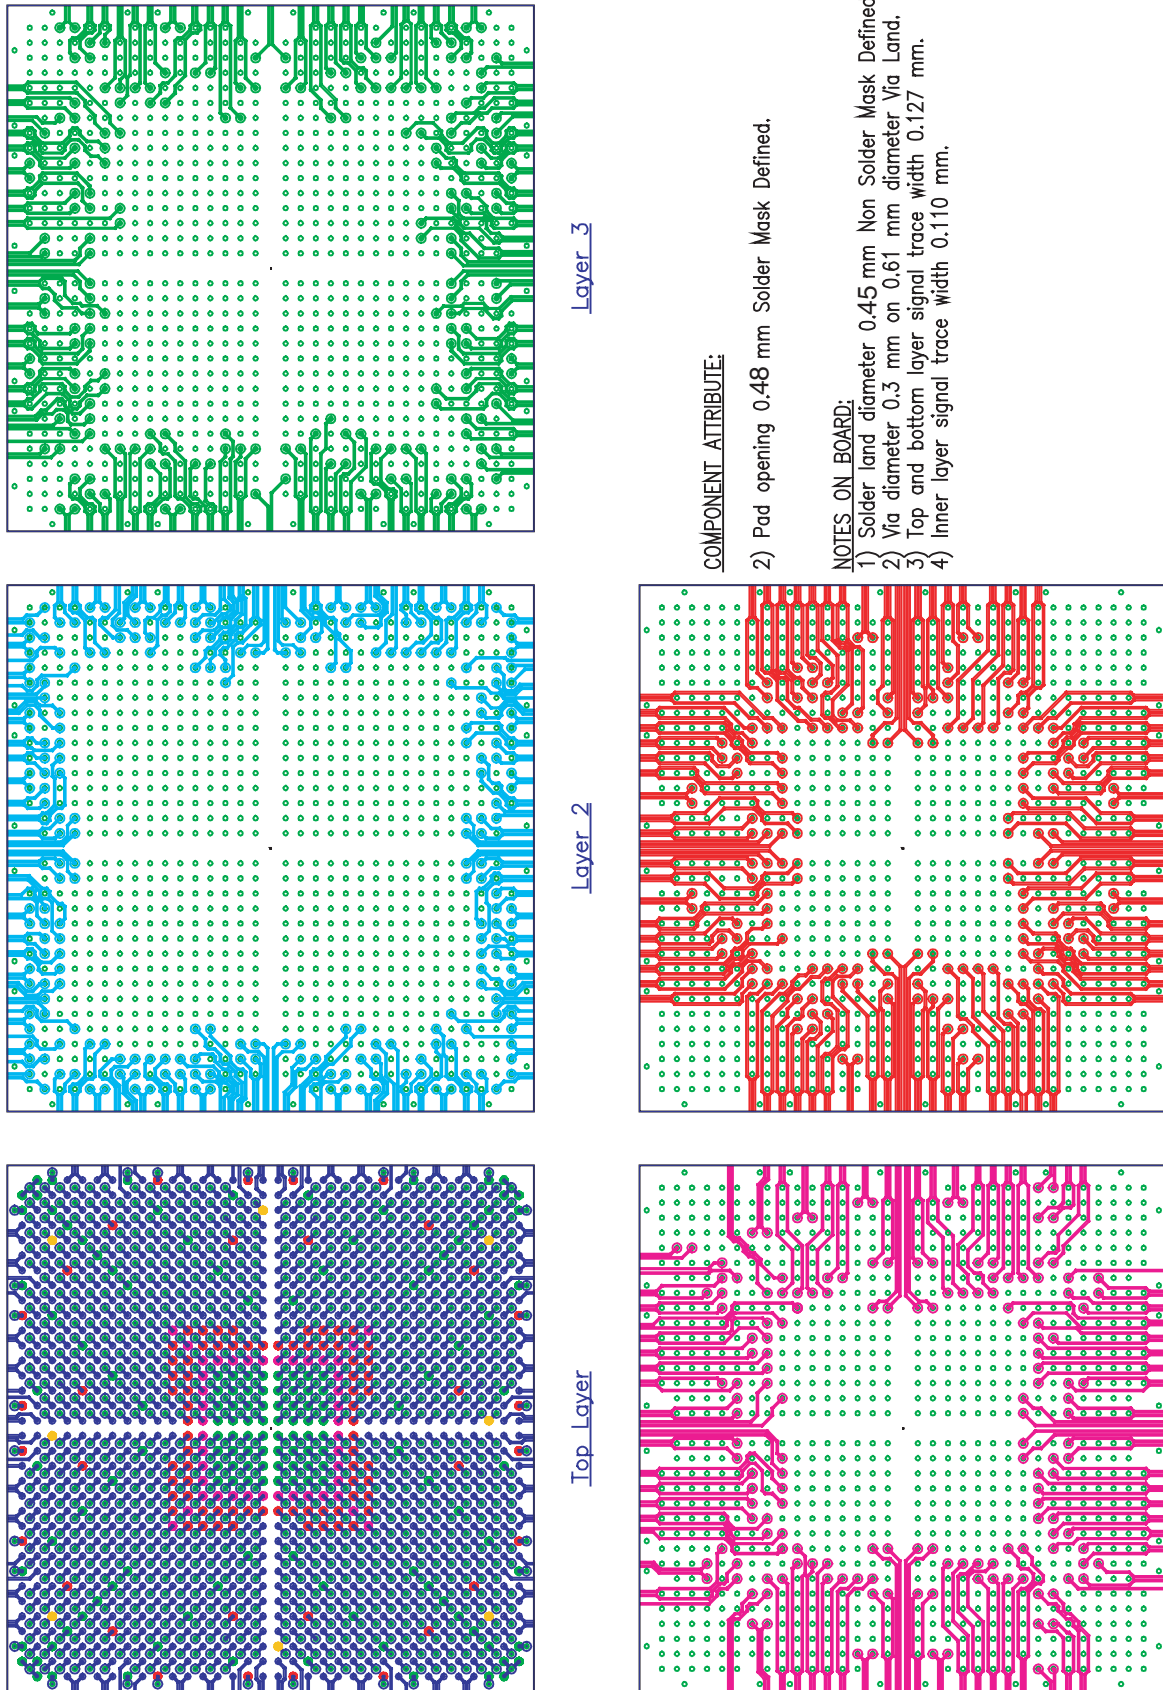 Top Layer
Layer 2
Layer 3
COMPONENT ATTRIBUTE:
2) Pad opening 0.48 mm Solder Mask Defined.
NOTES ON BOARD:
1) Solder land diameter 0.45 mm Non Solder Mask Defined
2) Via diameter 0.3 mm on 0.61 mm diameter Via Land.
3) Top and bottom layer signal trace width 0.127 mm.
4) Inner layer signal trace width 0.110 mm.